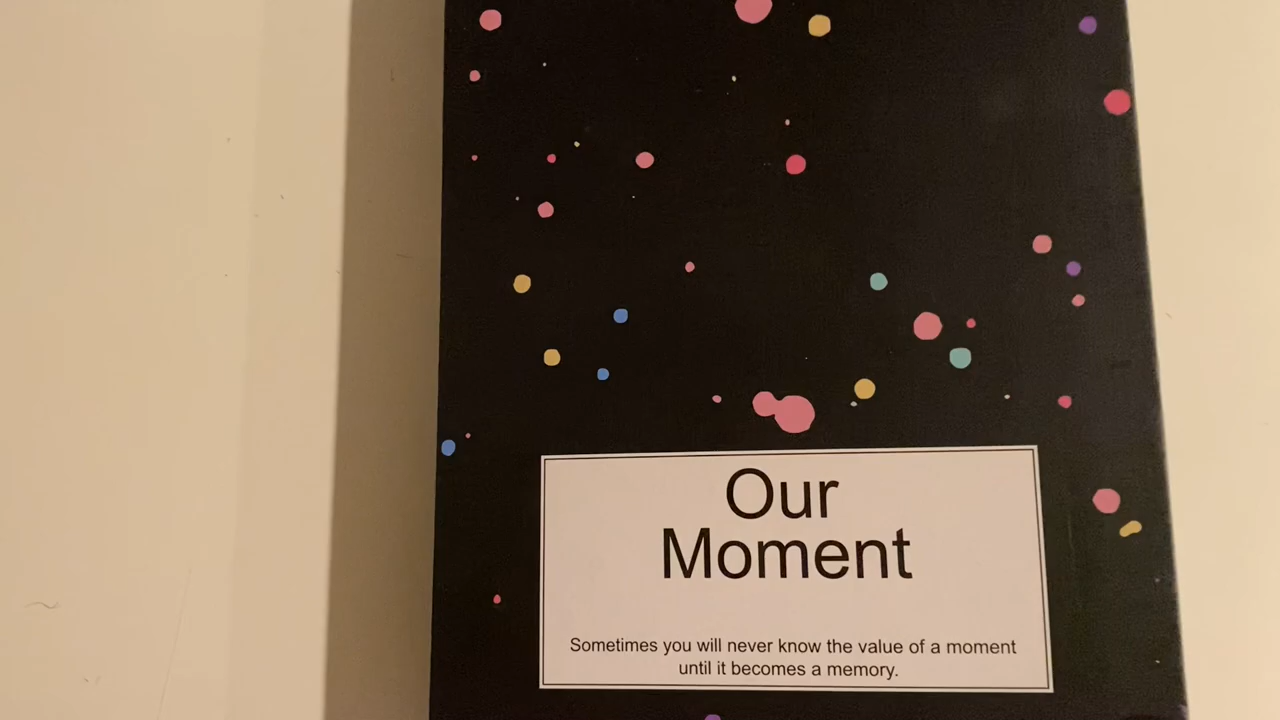 Our
Moment
Sometimes you will never know the value of a moment
until it becomes a memory.